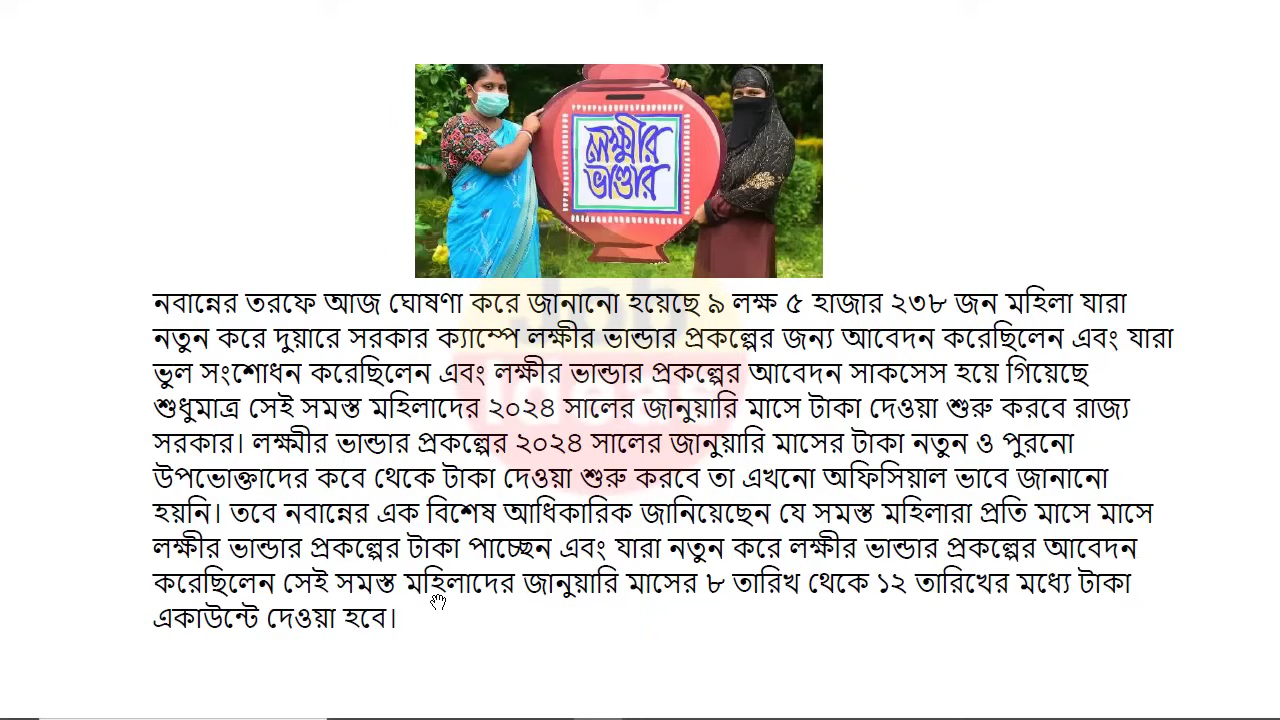 লক্ষ্মীর
ভাণ্ডার
নবান্নের তরফে আজ ঘোষণা করে জানানো হয়েছে ৯ লক্ষ ৫ হাজার ২৩৮ জন মহিলা যারা
নতুন করে দুয়ারে সরকার ক্যাম্পে লক্ষীর ভান্ডার প্রকল্পের জন্য আবেদন করেছিলেন এবং যারা
ভুল সংশোধন করেছিলেন এবং লক্ষীর ভান্ডার প্রকল্পের আবেদন সাকসেস হয়ে গিয়েছে
শুধুমাত্র সেই সমস্ত মহিলাদের ২০২৪ সালের জানুয়ারি মাসে টাকা দেওয়া শুরু করবে রাজ্য
সরকার। লক্ষ্মীর ভান্ডার প্রকল্পের ২০২৪ সালের জানুয়ারি মাসের টাকা নতুন ও পুরনো
উপভোক্তাদের কবে থেকে টাকা দেওয়া শুরু করবে তা এখনো অফিসিয়াল ভাবে জানানো
হয়নি। তবে নবান্নের এক বিশেষ আধিকারিক জানিয়েছেন যে সমস্ত মহিলারা প্রতি মাসে মাসে
লক্ষীর ভান্ডার প্রকল্পের টাকা পাচ্ছেন এবং যারা নতুন করে লক্ষীর ভান্ডার প্রকল্পের আবেদন
করেছিলেন সেই সমস্ত মহিলাদের জানুয়ারি মাসের ৮ তারিখ থেকে ১২ তারিখের মধ্যে টাকা
একাউন্টে দেওয়া হবে।
Job
Ideas